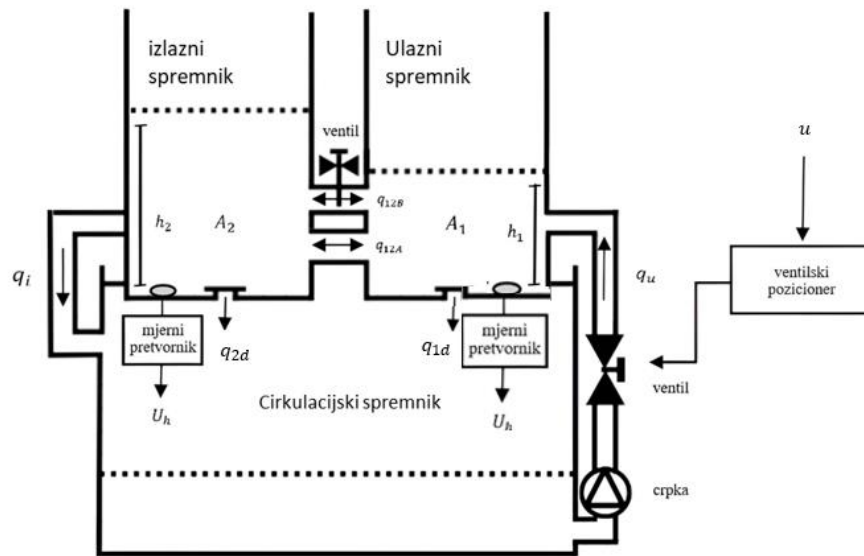 izlazni
spremnik
Ulazni
spremnik
ventil
u
q₁₂B
h₂
A₂
A₁
h₁
q₁₂A
qᵢ
qᵤ
ventilski
pozicioner
mjerni
pretvornik
q₂d
q₁d
mjerni
pretvornik
ventil
Uₕ
Cirkulacijski spremnik
Uₕ
crpka